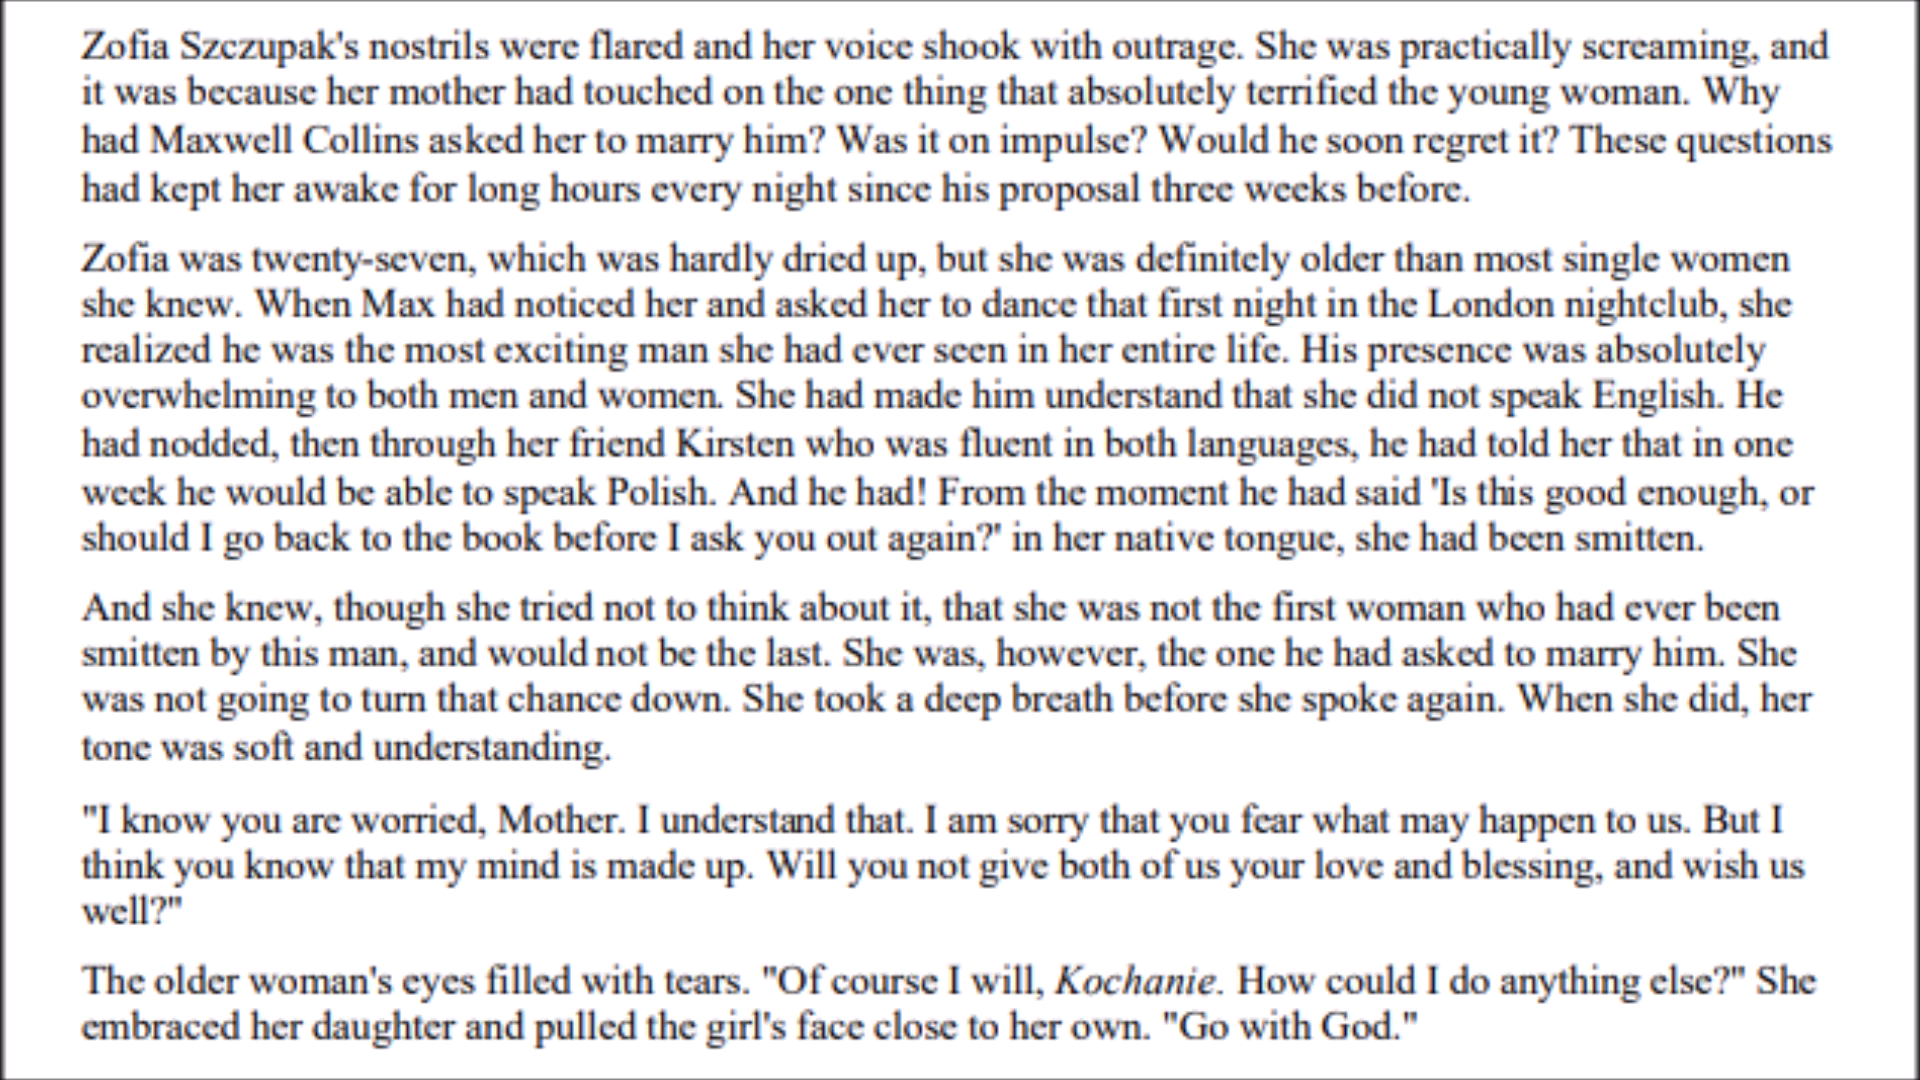 Zofia Szczupak's nostrils were flared and her voice shook with outrage. She was practically screaming, and
it was because her mother had touched on the one thing that absolutely terrified the young woman. Why
had Maxwell Collins asked her to marry him? Was it on impulse? Would he soon regret it? These questions
had kept her awake for long hours every night since his proposal three weeks before.
Zofia was twenty-seven, which was hardly dried up, but she was definitely older than most single women
she knew. When Max had noticed her and asked her to dance that first night in the London nightclub, she
realized he was the most exciting man she had ever seen in her entire life. His presence was absolutely
overwhelming to both men and women. She had made him understand that she did not speak English. He
had nodded, then through her friend Kirsten who was fluent in both languages, he had told her that in one
week he would be able to speak Polish. And he had! From the moment he had said 'Is this good enough, or
should I go back to the book before I ask you out again?' in her native tongue, she had been smitten.
And she knew, though she tried not to think about it, that she was not the first woman who had ever been
smitten by this man, and would not be the last. She was, however, the one he had asked to marry him. She
was not going to turn that chance down. She took a deep breath before she spoke again. When she did, her
tone was soft and understanding.
"I know you are worried, Mother. I understand that. I am sorry that you fear what may happen to us. But I
think you know that my mind is made up. Will you not give both of us your love and blessing, and wish us
well?"
The older woman's eyes filled with tears. "Of course I will, Kochanie. How could I do anything else?" She
embraced her daughter and pulled the girl's face close to her own. "Go with God."